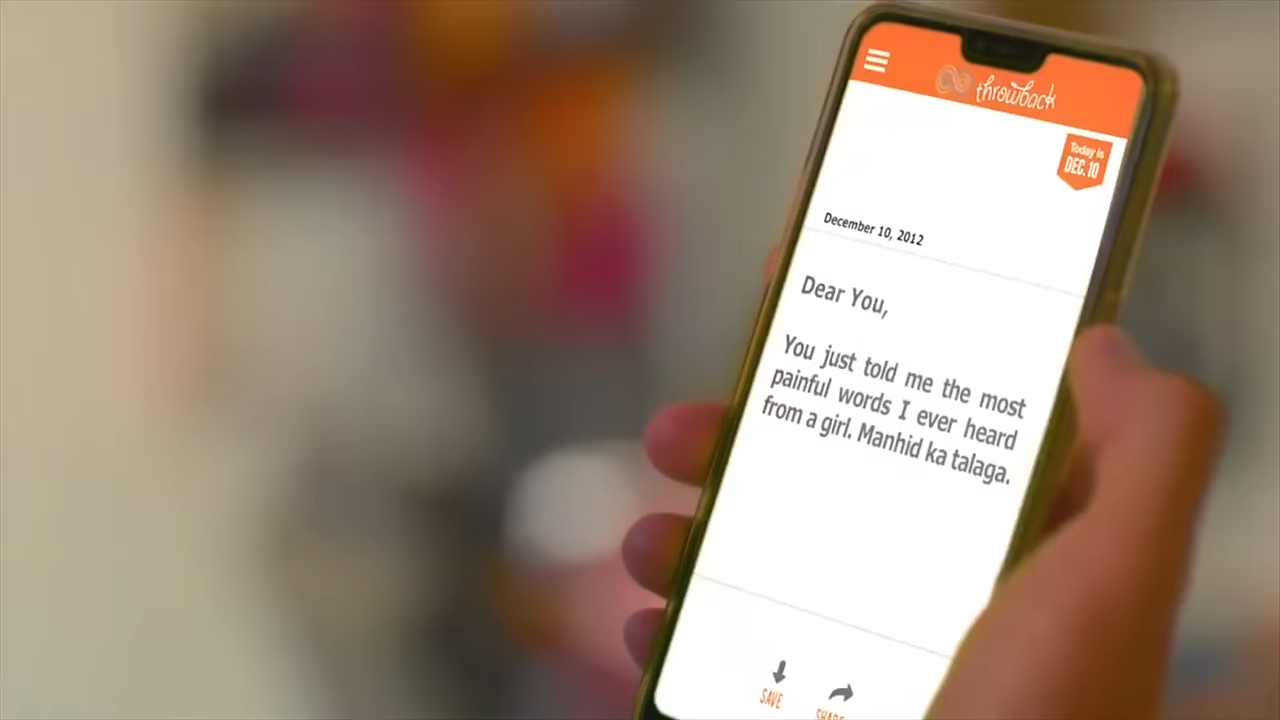 throwback
Today is
DEC. 10
December 10, 2012
Dear You,
You just told me the most
painful words I ever heard
from a girl. Manhid ka talaga.
SAVE
SHARE